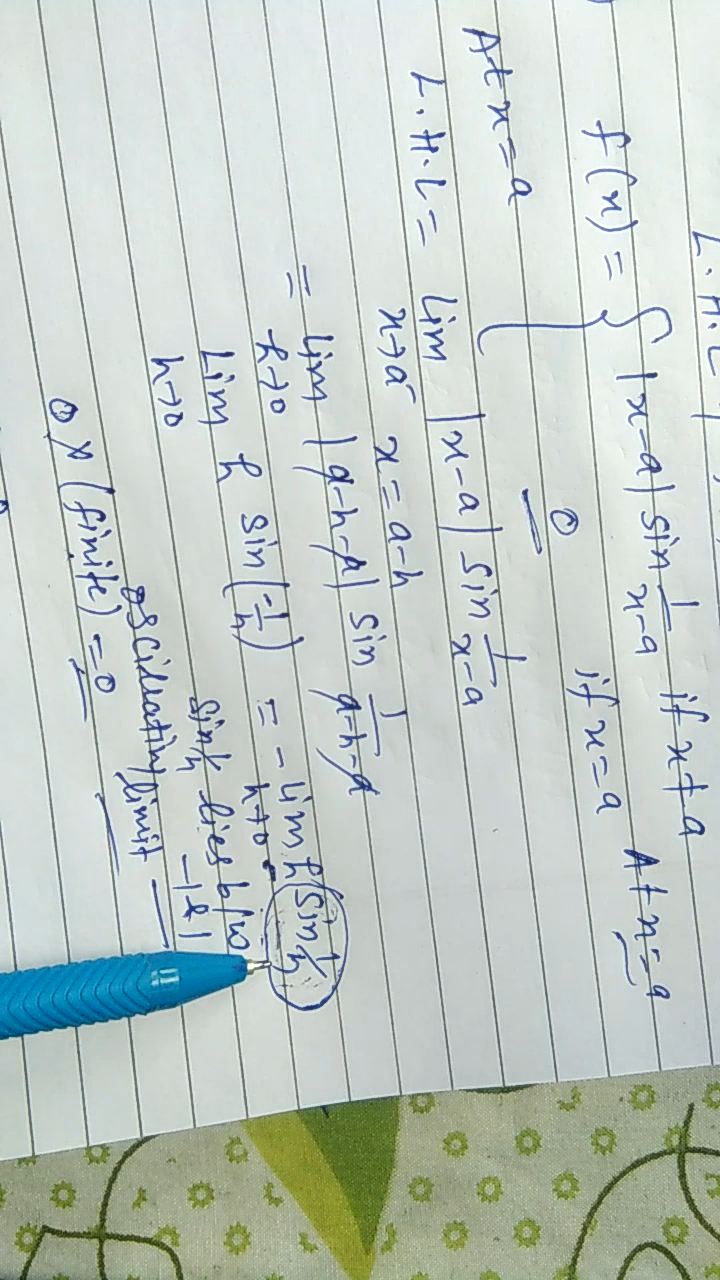 L.H.L
f(x) = { |x-a| sin 1/x-a if x≠a At x=a
0 if x=a
At x=a
L.H.L = lim x→a⁻ |x-a| sin 1/x-a
x=a-h
= lim h→0 |a-h-a| sin 1/a-h-a
Lim h→0 h sin(-1/h) = - lim h→0 h (sin 1/h)
sin 1/h lies b/w -1 & 1
oscillating limit
0 × (finite) = 0